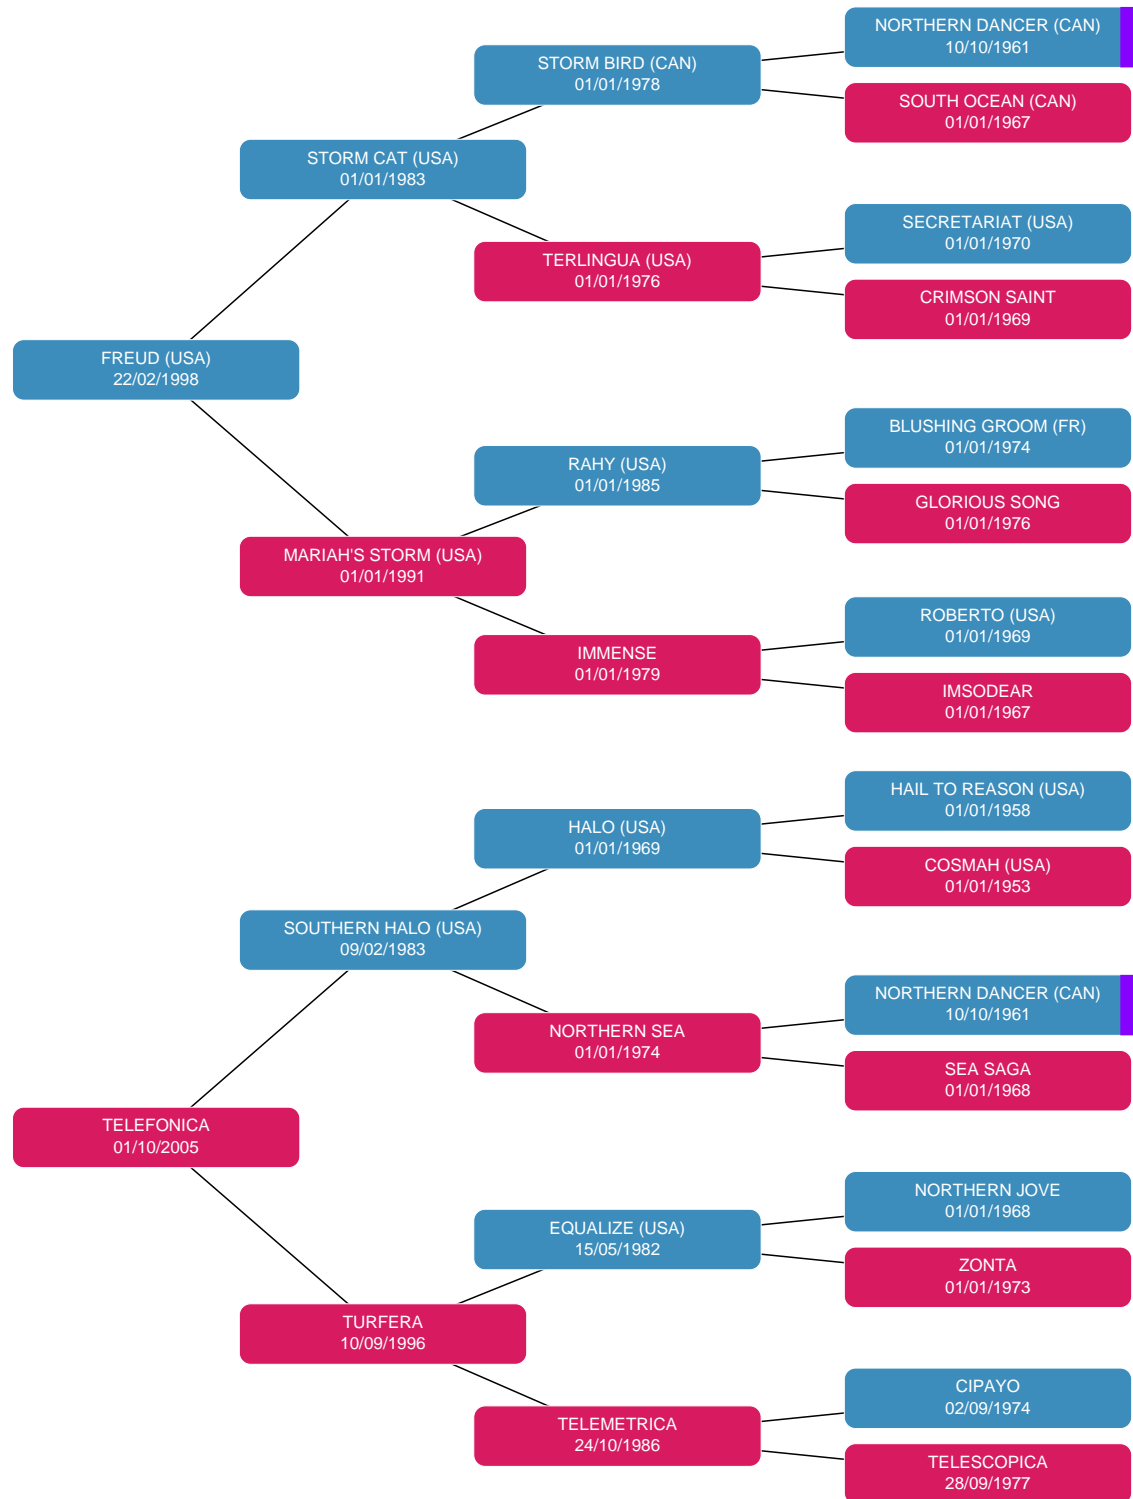 NORTHERN DANCER (CAN)
10/10/1961
STORM BIRD (CAN)
01/01/1978
SOUTH OCEAN (CAN)
01/01/1967
STORM CAT (USA)
01/01/1983
SECRETARIAT (USA)
01/01/1970
TERLINGUA (USA)
01/01/1976
CRIMSON SAINT
01/01/1969
FREUD (USA)
22/02/1998
BLUSHING GROOM (FR)
01/01/1974
RAHY (USA)
01/01/1985
GLORIOUS SONG
01/01/1976
MARIAH'S STORM (USA)
01/01/1991
ROBERTO (USA)
01/01/1969
IMMENSE
01/01/1979
IMSODEAR
01/01/1967
HAIL TO REASON (USA)
01/01/1958
HALO (USA)
01/01/1969
COSMAH (USA)
01/01/1953
SOUTHERN HALO (USA)
09/02/1983
NORTHERN DANCER (CAN)
10/10/1961
NORTHERN SEA
01/01/1974
SEA SAGA
01/01/1968
TELEFONICA
01/10/2005
NORTHERN JOVE
01/01/1968
EQUALIZE (USA)
15/05/1982
ZONTA
01/01/1973
TURFERA
10/09/1996
CIPAYO
02/09/1974
TELEMETRICA
24/10/1986
TELESCOPICA
28/09/1977